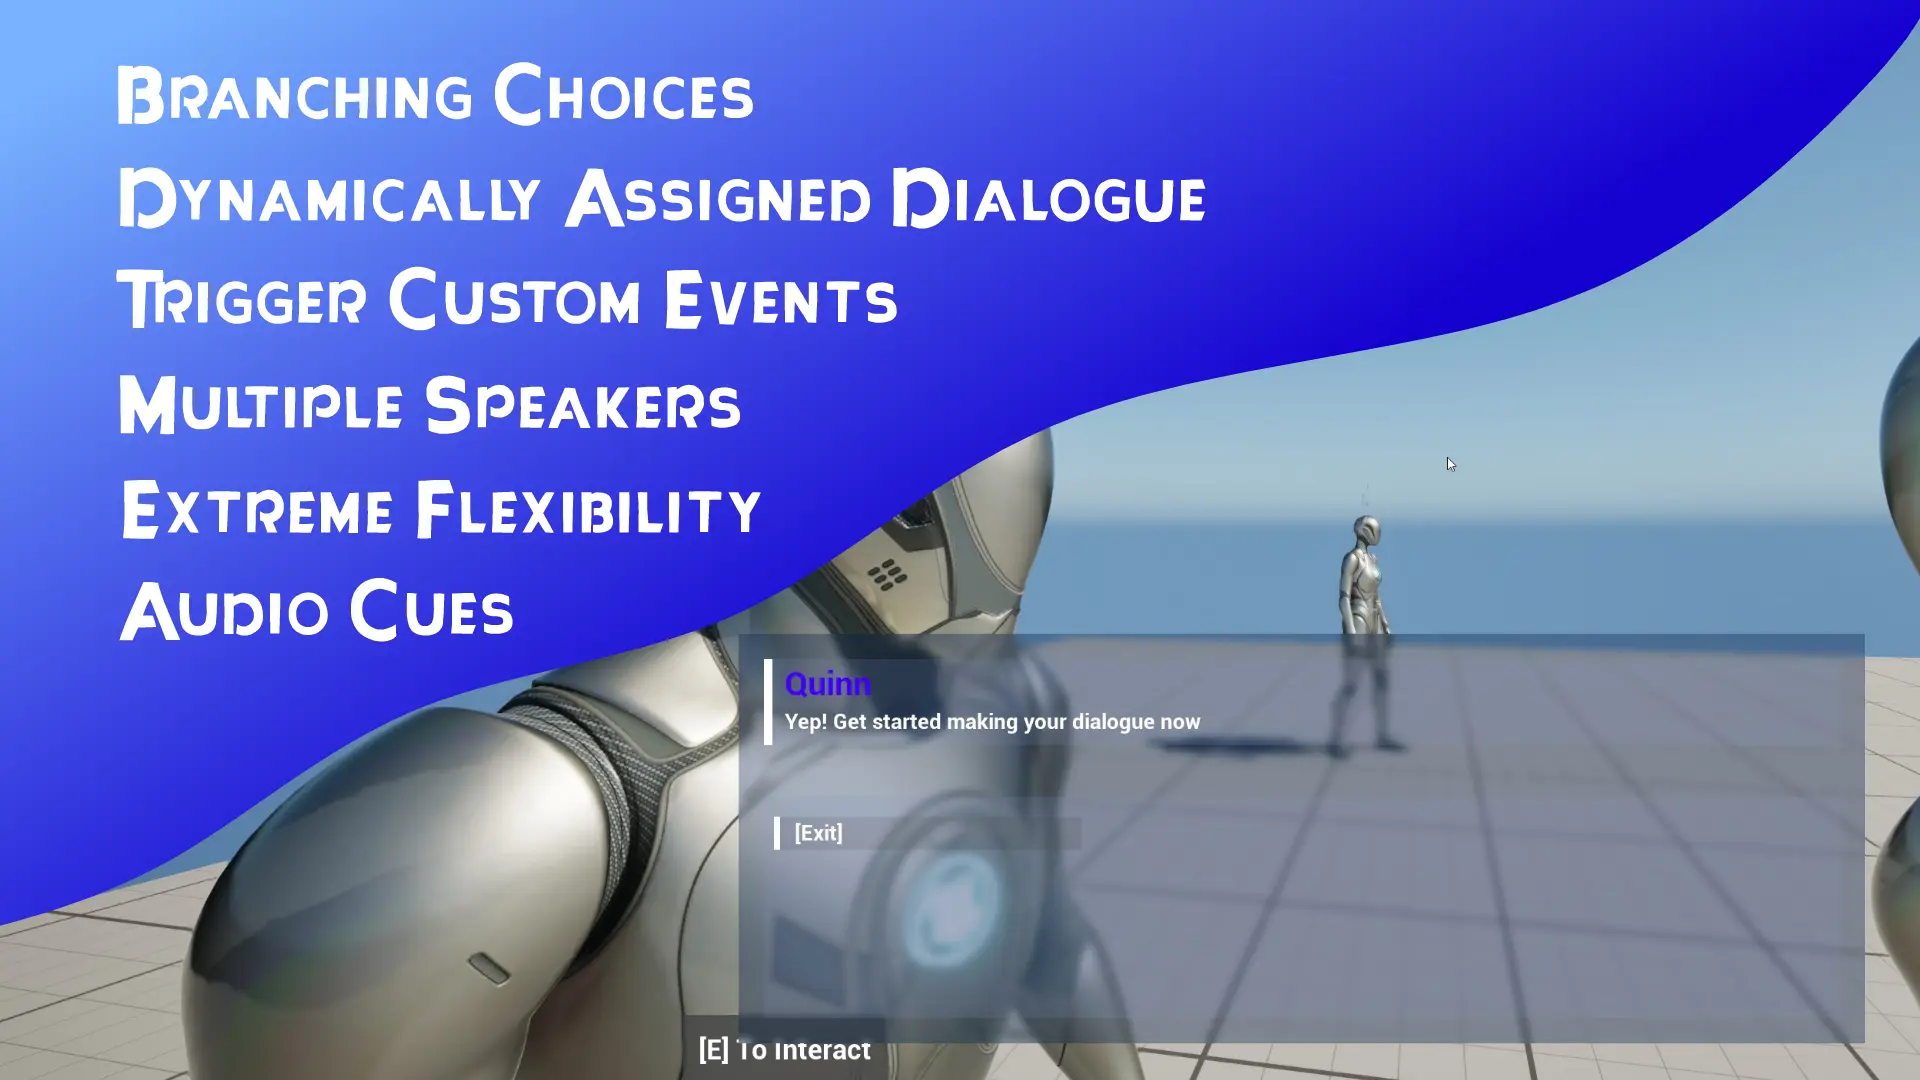 Branching Choices
Dynamically Assigned Dialogue
Trigger Custom Events
Multiple Speakers
Extreme Flexibility
Audio Cues
Quinn
Yep! Get started making your dialogue now
[Exit]
[E] To Interact